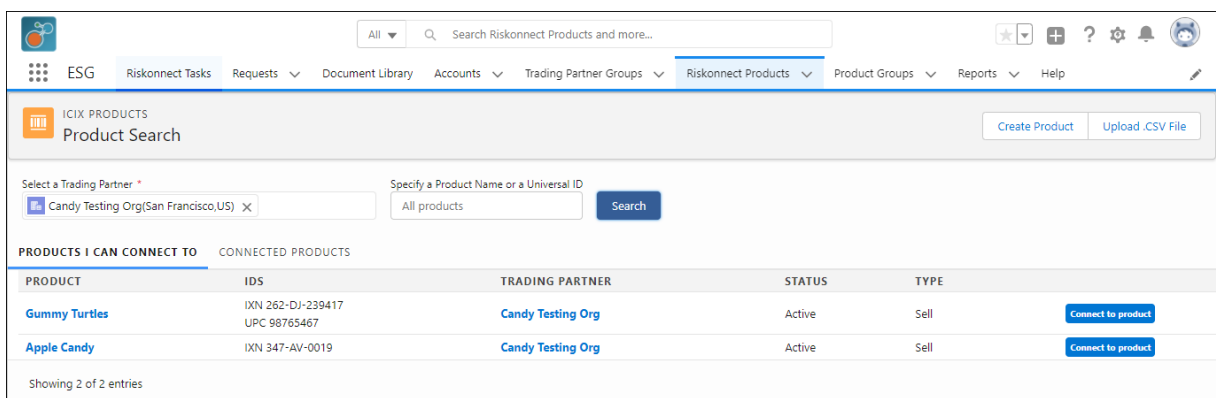 All Search Riskonnect Products and more...
ESG Riskonnect Tasks Requests Document Library Accounts Trading Partner Groups Riskonnect Products Product Groups Reports Help
ICIX PRODUCTS
Product Search
Create Product Upload .CSV File
Select a Trading Partner * Specify a Product Name or a Universal ID
Candy Testing Org(San Francisco,US) All products Search
PRODUCTS I CAN CONNECT TO CONNECTED PRODUCTS
PRODUCT IDS TRADING PARTNER STATUS TYPE
Gummy Turtles IXN 262-DJ-239417 Candy Testing Org Active Sell Connect to product
UPC 98765467
Apple Candy IXN 347-AV-0019 Candy Testing Org Active Sell Connect to product
Showing 2 of 2 entries